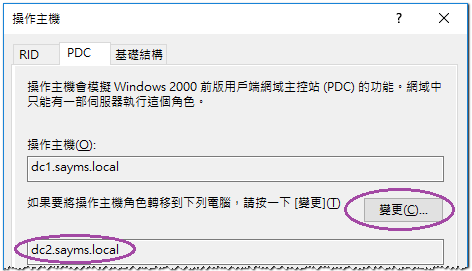 操作主機
?
RID
PDC
基礎結構
操作主機會模擬 Windows 2000 前版用戶端網域主控站 (PDC) 的功能。網域中
只能有一部伺服器執行這個角色。
操作主機(O):
dc1.sayms.local
如果要將操作主機角色轉移到下列電腦，請按一下 [變更](T)
變更(C)...
dc2.sayms.local